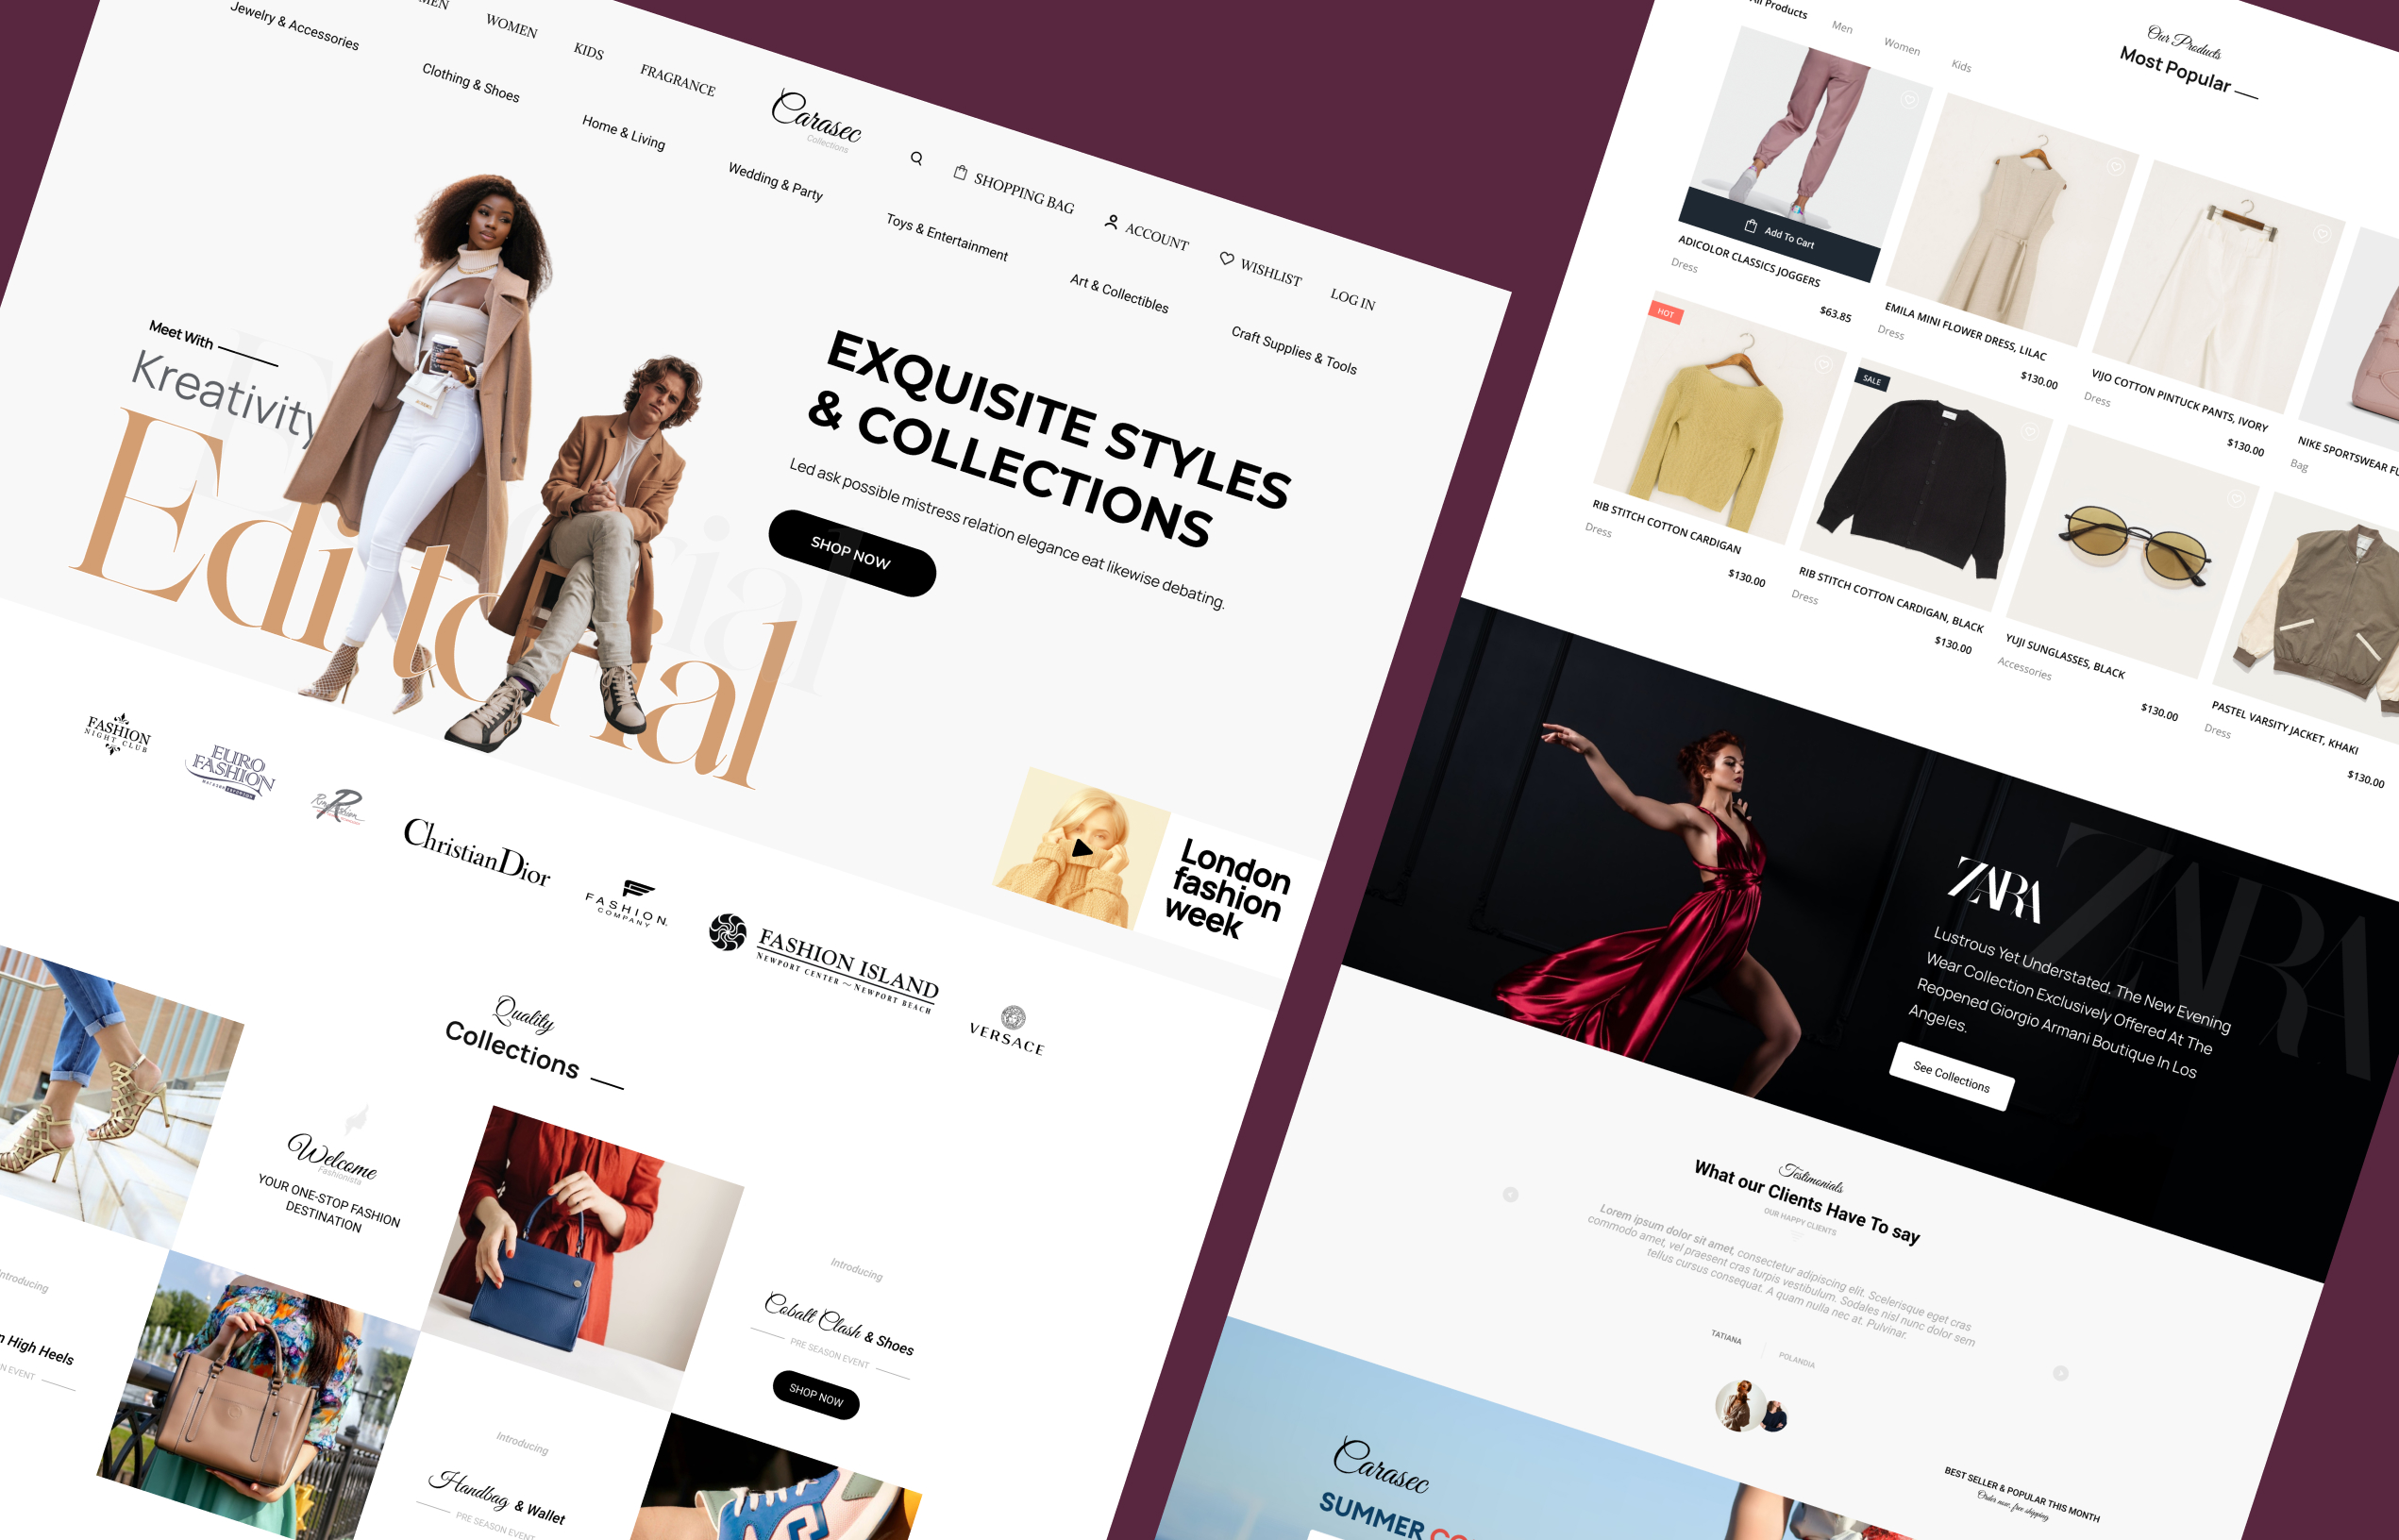 WOMEN
KIDS
FRAGRANCE
Carasec
Collections
SHOPPING BAG
ACCOUNT
WISHLIST
LOG IN
Jewelry & Accessories
Clothing & Shoes
Home & Living
Wedding & Party
Toys & Entertainment
Art & Collectibles
Craft Supplies & Tools
Meet With
Kreativity
Editorial
EXQUISITE STYLES
& COLLECTIONS
Led ask possible mistress relation elegance eat likewise debating.
SHOP NOW
London
fashion
week
FASHION
NIGHT CLUB
EURO
FASHION
ChristianDior
FASHION
COMPANY
FASHION ISLAND
NEWPORT CENTER ~ NEWPORT BEACH
VERSACE
Quality
Collections
Welcome
Fashionista
YOUR ONE-STOP FASHION
DESTINATION
Introducing
Cobalt Clash & Shoes
PRE SEASON EVENT
SHOP NOW
High Heels
EVENT
Introducing
Handbag & Wallet
PRE SEASON EVENT
All Products
Men
Women
Kids
Our Products
Most Popular
Add To Cart
ADICOLOR CLASSICS JOGGERS
Dress
$63.85
EMILA MINI FLOWER DRESS, LILAC
Dress
$130.00
VIJO COTTON PINTUCK PANTS, IVORY
Dress
$130.00
NIKE SPORTSWEAR
Bag
HOT
RIB STITCH COTTON CARDIGAN
Dress
$130.00
SALE
RIB STITCH COTTON CARDIGAN, BLACK
Dress
$130.00
YUJI SUNGLASSES, BLACK
Accessories
$130.00
PASTEL VARSITY JACKET, KHAKI
Dress
$130.00
ZARA
ZARA
Lustrous Yet Understated. The New Evening
Wear Collection Exclusively Offered At The
Reopened Giorgio Armani Boutique In Los
Angeles.
See Collections
Testimonials
What our Clients Have To say
OUR HAPPY CLIENTS
Lorem ipsum dolor sit amet, consectetur adipiscing elit. Scelerisque eget cras
commodo amet, vel praesent cras turpis vestibulum. Sodales nisl nunc dolor sem
tellus cursus consequat. A quam nulla nec at. Pulvinar.
TATIANA
POLANDIA
Carasec
SUMMER
BEST SELLER & POPULAR THIS MONTH
Order now, free shipping